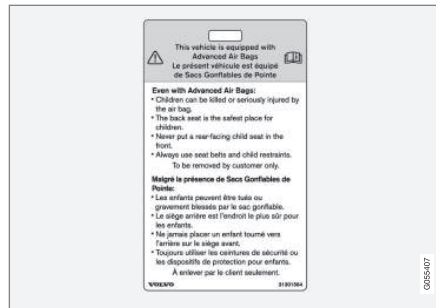 This vehicle is equipped with
Advanced Air Bags
Le présent véhicule est équipé
de Sacs Gonflables de Pointe
Even with Advanced Air Bags:
• Children can be killed or seriously injured by
the air bag.
• The back seat is the safest place for
children.
• Never put a rear-facing child seat in the
front.
• Always use seat belts and child restraints.
To be removed by customer only.
Malgré la présence de Sacs Gonflables de
Pointe:
• Les enfants peuvent être tués ou
gravement blessés par le sac gonflable.
• Le siège arrière est l'endroit le plus sûr pour
les enfants.
• Ne jamais placer un enfant tourné vers
l'arrière sur le siège avant.
• Toujours utiliser les ceintures de sécurité ou
les dispositifs de protection pour enfants.
À enlever par le client seulement.
VOLVO 31301504
G055407